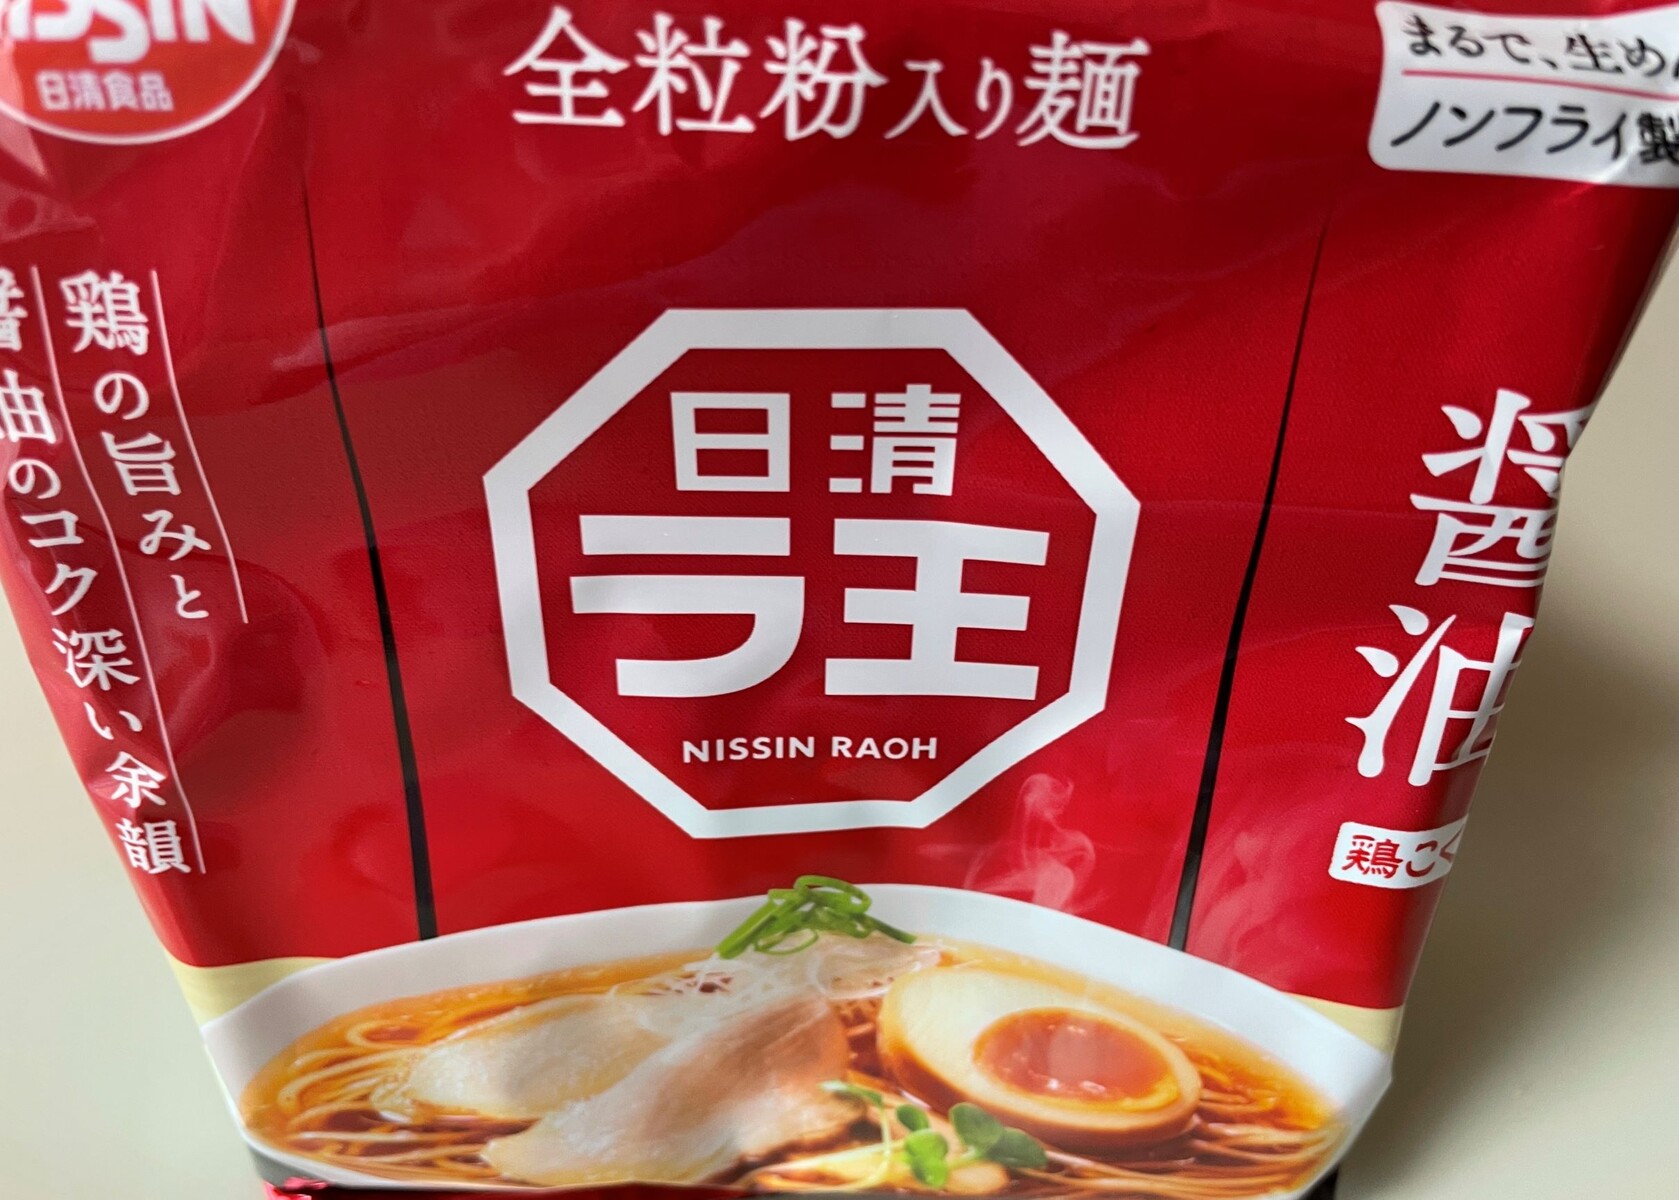 日清食品
全粒粉入り麺
まるで、生めん
ノンフライ製
鶏の旨みと
醤油のコク深い余韻
日清
ラ王
NISSIN RAOH
醤油
鶏こく